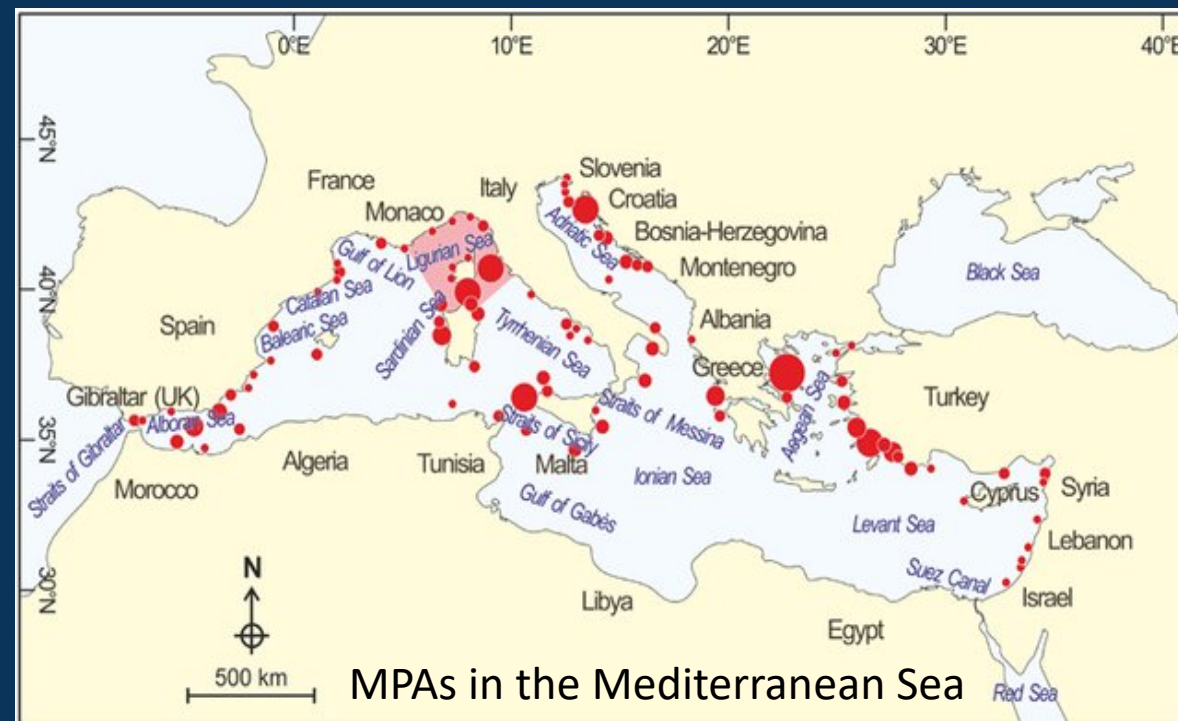 0°E
10°E
20°E
30°E
40°E
45°N
40°N
35°N
30°N
Slovenia
France
Italy
Croatia
Monaco
Adriatic Sea
Bosnia-Herzegovina
Ligurian Sea
Gulf of Lion
Montenegro
Black Sea
Catalan Sea
Spain
Balearic Sea
Sardinian Sea
Tyrrhenian Sea
Albania
Greece
Gibraltar (UK)
Aegean Sea
Turkey
Alboran Sea
Straits of Gibraltar
Straits of Sicily
Straits of Messina
Algeria
Tunisia
Malta
Ionian Sea
Morocco
Cyprus
Syria
Gulf of Gabés
Levant Sea
Lebanon
Suez Canal
N
Libya
Israel
Egypt
500 km
MPAs in the Mediterranean Sea
Red Sea